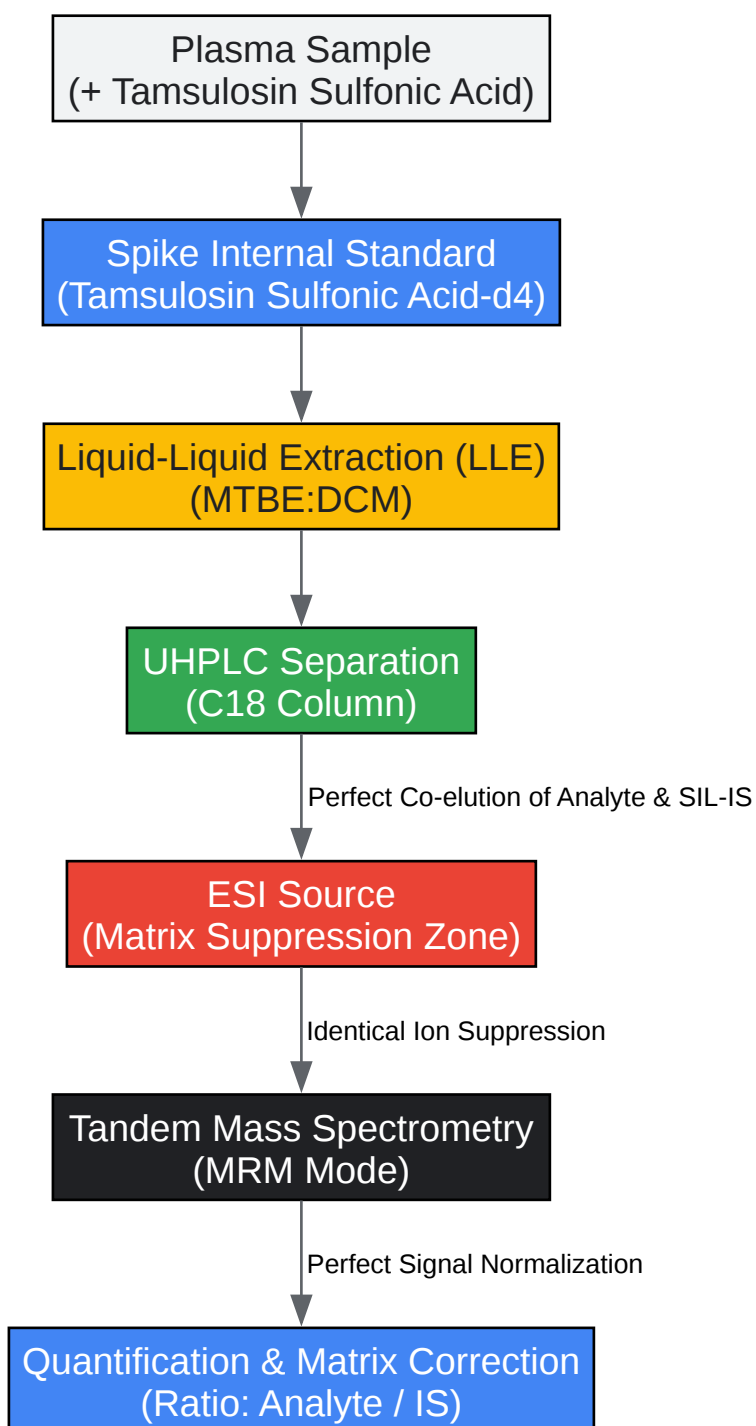 Plasma Sample
(+ Tamsulosin Sulfonic Acid)
Spike Internal Standard
(Tamsulosin Sulfonic Acid-d4)
Liquid-Liquid Extraction (LLE)
(MTBE:DCM)
UHPLC Separation
(C18 Column)
Perfect Co-elution of Analyte & SIL-IS
ESI Source
(Matrix Suppression Zone)
Identical Ion Suppression
Tandem Mass Spectrometry
(MRM Mode)
Perfect Signal Normalization
Quantification & Matrix Correction
(Ratio: Analyte / IS)